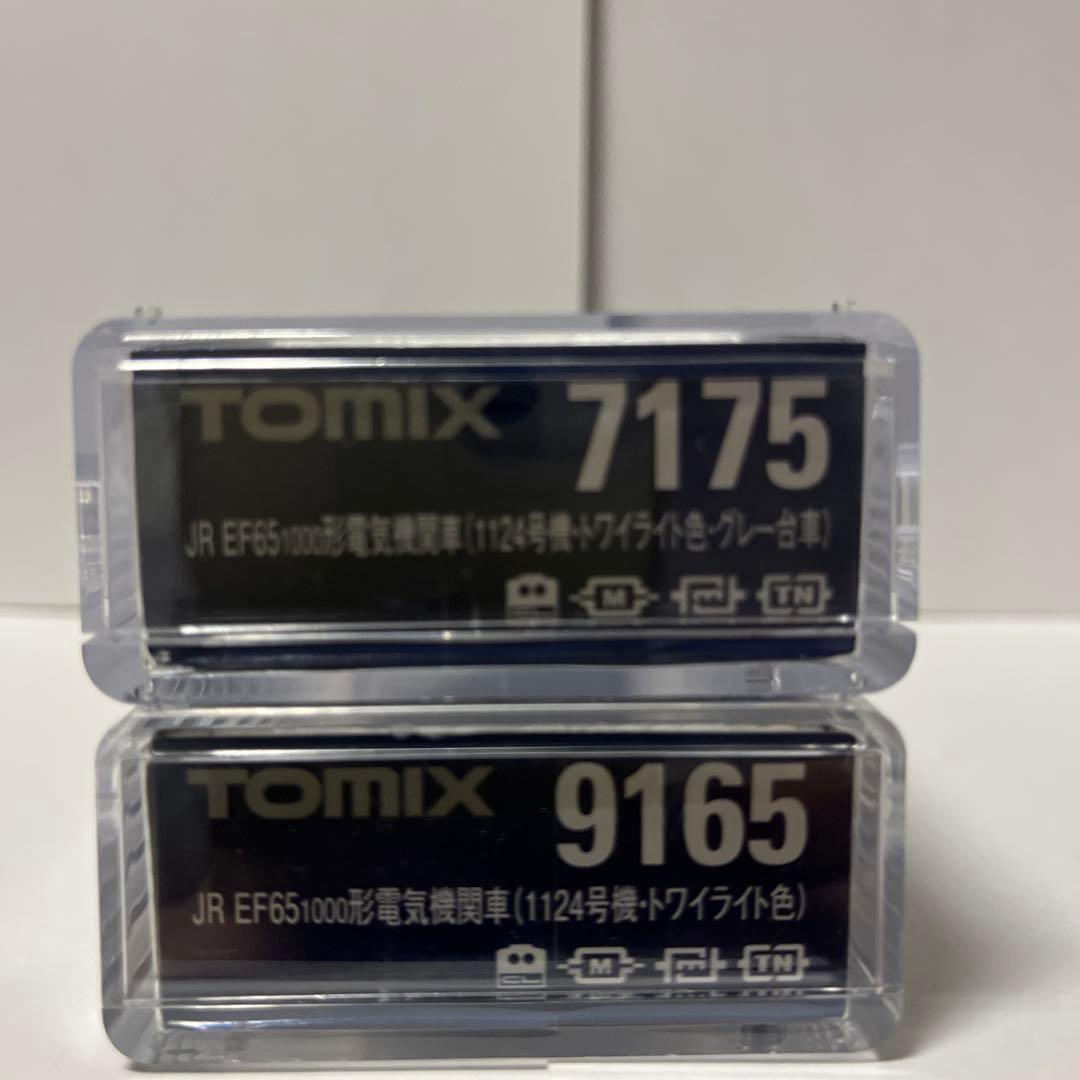 TOMIX 7175
JR EF651000形電気機関車(1124号機・トワイライト色・グレー台車)
M TN
TOMIX 9165
JR EF651000形電気機関車(1124号機・トワイライト色)
CL M TN